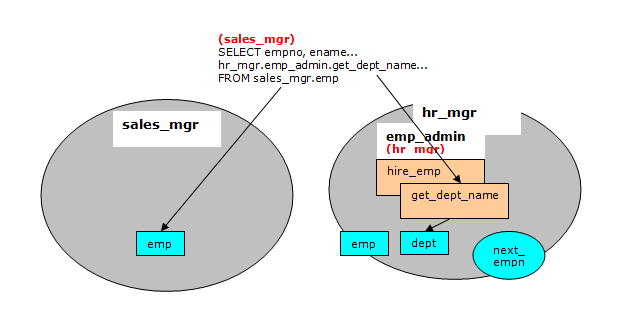 (sales_mgr)
SELECT empno, ename...
hr_mgr.emp_admin.get_dept_name...
FROM sales_mgr.emp
sales_mgr
hr_mgr
emp_admin
(hr_mgr)
hire_emp
get_dept_name
emp
emp
dept
next_
empn